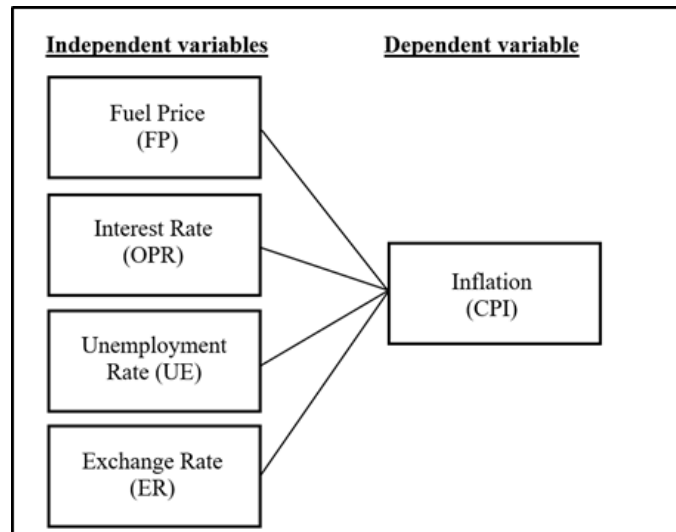 Independent variables
Dependent variable
Fuel Price
(FP)
Interest Rate
(OPR)
Unemployment
Rate (UE)
Exchange Rate
(ER)
Inflation
(CPI)